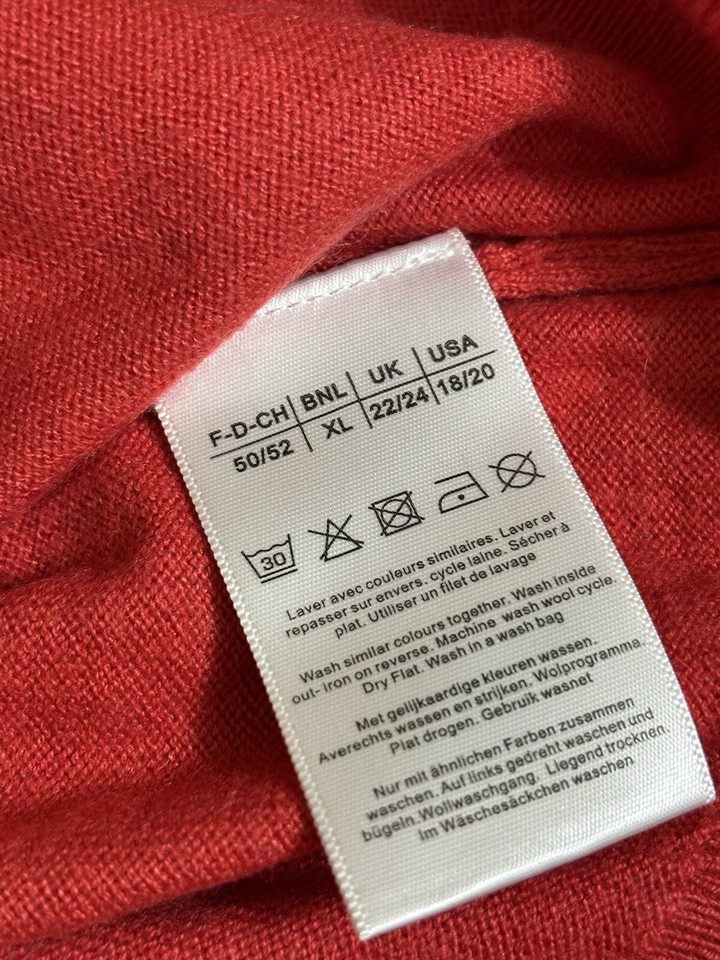 F-D-CH | BNL | UK | USA
50/52 | XL | 22/24 | 18/20
30
Laver avec couleurs similaires. Laver et
repasser sur envers. cycle laine. Sécher à
plat. Utiliser un filet de lavage
Wash similar colours together. Wash inside
out- iron on reverse. Machine wash wool cycle.
Dry Flat. Wash in a wash bag
Met gelijkaardige kleuren wassen.
Averechts wassen en strijken. Wolprogramma.
Plat drogen. Gebruik wasnet
Nur mit ähnlichen Farben zusammen
waschen. Auf links gedreht waschen und
bügeln. Wollwaschgang. Liegend trocknen.
Im Wäschesäckchen waschen